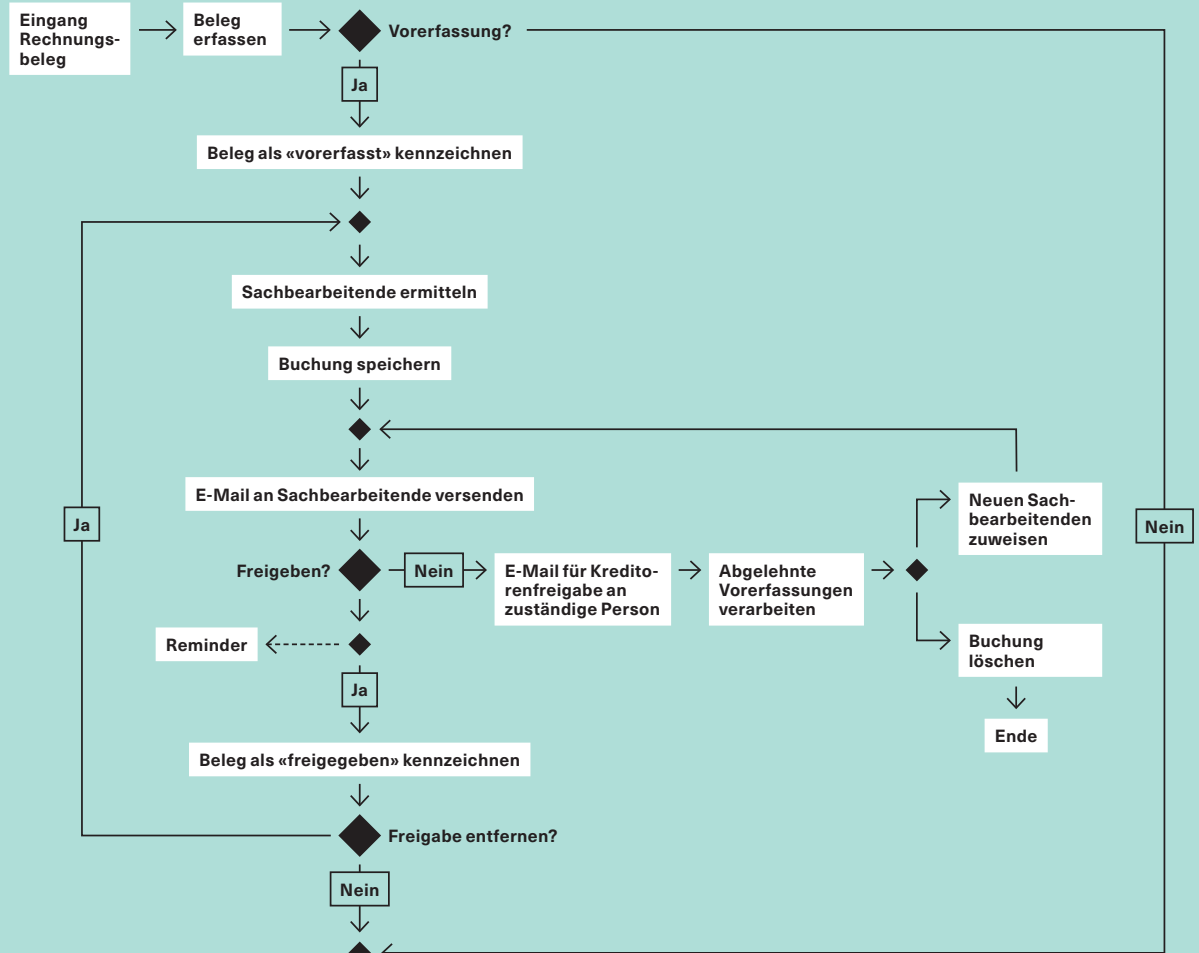 Eingang
Rechnungs-
beleg
Beleg
erfassen
Vorerfassung?
Ja
Beleg als «vorerfasst» kennzeichnen
Sachbearbeitende ermitteln
Buchung speichern
E-Mail an Sachbearbeitende versenden
Ja
Neuen Sach-
bearbeitenden
zuweisen
Nein
Freigeben?
Nein
E-Mail für Kredito-
renfreigabe an
zuständige Person
Abgelehnte
Vorerfassungen
verarbeiten
Reminder
Buchung
löschen
Ja
Ende
Beleg als «freigegeben» kennzeichnen
Freigabe entfernen?
Nein